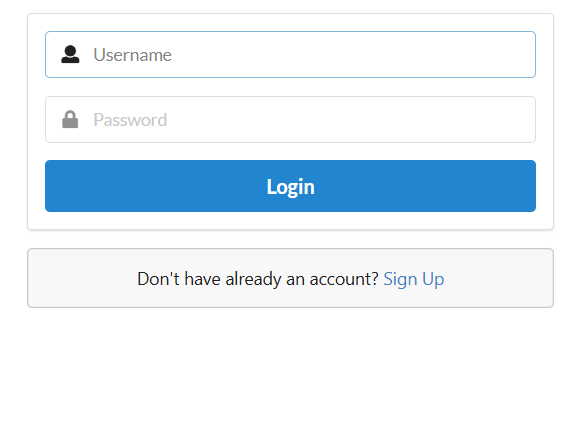 Username
Password
Login
Don't have already an account? Sign Up